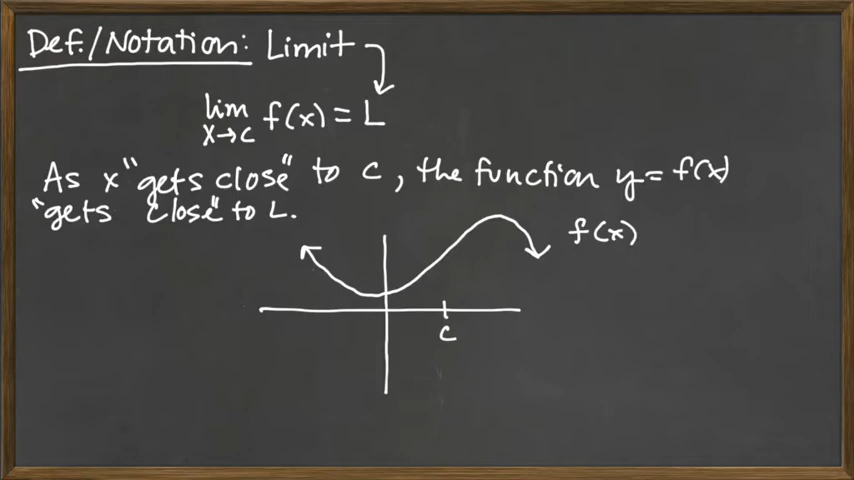 Def./Notation: Limit
lim f(x) = L
x→c
As x "gets close" to c, the function y = f(x)
"gets close" to L.
f(x)
c